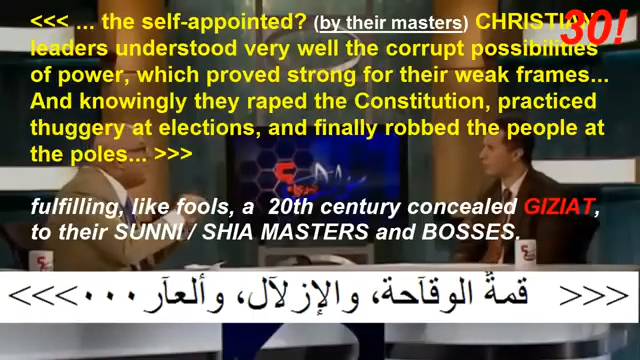 <<< ... the self-appointed? (by their masters) CHRISTIAN 30!
leaders understood very well the corrupt possibilities
of power, which proved strong for their weak frames...
And knowingly they raped the Constitution, practiced
thuggery at elections, and finally robbed the people at
the poles... >>>
fulfilling, like fools, a 20th century concealed GIZIAT,
to their SUNNI / SHIA MASTERS and BOSSES.
<<< قمةُ الوقآحة، والإزلآل، وألعآر٠٠٠ >>>